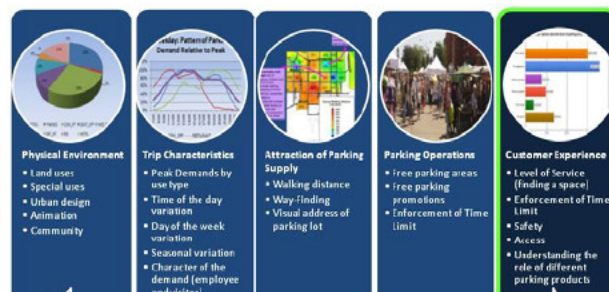 Demand Relative to Peak
Physical Environment
Land uses
Special uses
Urban design
Animation
Community
Trip Characteristics
Peak Demands by
use type
Time of the day
variation
Day of the week
variation
Seasonal variation
Character of the
demand (employee
Attraction of Parking
Supply
Walking distance
Way-Finding
Visual address of
parking lot
Parking Operations
Free parking areas
Free parking
promotions
Enforcement of Time
Limit
Customer Experience
Level of Service
(finding a space)
Enforcement of Time
Limit
Safety
Access
Understanding the
role of different
parking products